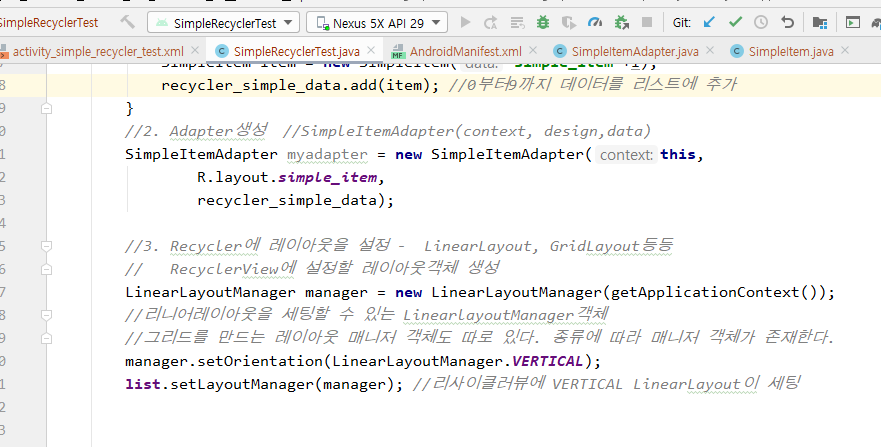 SimpleRecyclerTest SimpleRecyclerTest Nexus 5X API 29 Git:
activity_simple_recycler_test.xml SimpleRecyclerTest.java AndroidManifest.xml SimpleItemAdapter.java SimpleItem.java
SimpleItem item = new SimpleItem( data: "simple_item"+i);
8 recycler_simple_data.add(item); //0부터9까지 데이터를 리스트에 추가
9 }
0 //2. Adapter생성 //SimpleItemAdapter(context, design,data)
1 SimpleItemAdapter myadapter = new SimpleItemAdapter( context: this,
2 R.layout.simple_item,
3 recycler_simple_data);
4
5 //3. Recycler에 레이아웃을 설정 - LinearLayout, GridLayout등등
6 // RecyclerView에 설정할 레이아웃객체 생성
7 LinearLayoutManager manager = new LinearLayoutManager(getApplicationContext());
8 //리니어레이아웃을 세팅할 수 있는 LinearlayoutManager객체
9 //그리드를 만드는 레이아웃 매니저 객체도 따로 있다. 종류에 따라 매니저 객체가 존재한다.
0 manager.setOrientation(LinearLayoutManager.VERTICAL);
1 list.setLayoutManager(manager); //리사이클러뷰에 VERTICAL LinearLayout이 세팅
2
3